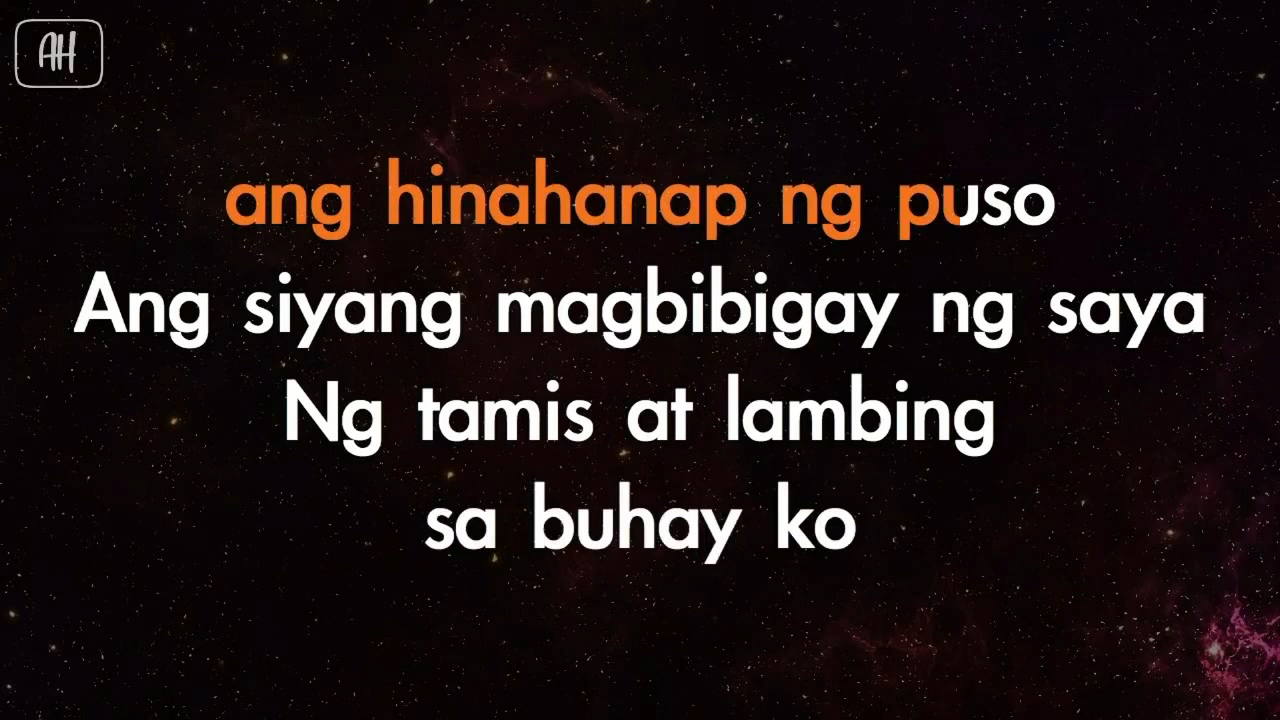 AH
ang hinahanap ng puso
Ang siyang magbibigay ng saya
Ng tamis at lambing
sa buhay ko